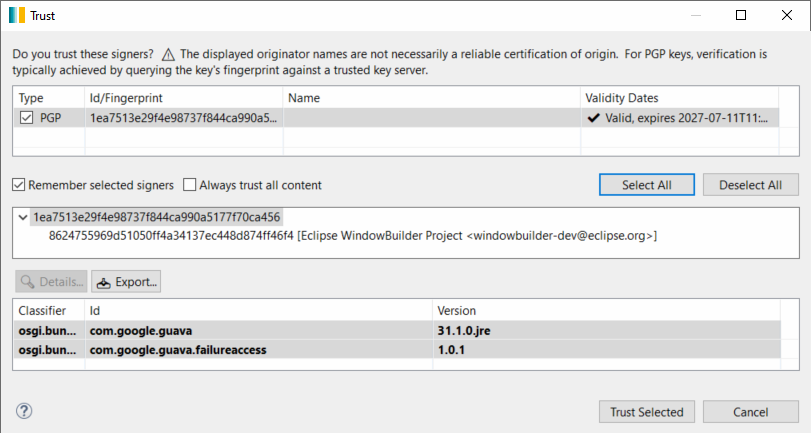 Trust
Do you trust these signers? The displayed originator names are not necessarily a reliable certification of origin. For PGP keys, verification is
typically achieved by querying the key's fingerprint against a trusted key server.
Type Id/Fingerprint Name Validity Dates
PGP 1ea7513e29f4e98737f844ca990a5... Valid, expires 2027-07-11T11:...
Remember selected signers Always trust all content Select All Deselect All
1ea7513e29f4e98737f844ca990a5177f70ca456
8624755969d51050ff4a34137ec448d874ff46f4 [Eclipse WindowBuilder Project <windowbuilder-dev@eclipse.org>]
Details... Export...
Classifier Id Version
osgi.bun... com.google.guava 31.1.0.jre
osgi.bun... com.google.guava.failureaccess 1.0.1
? Trust Selected Cancel